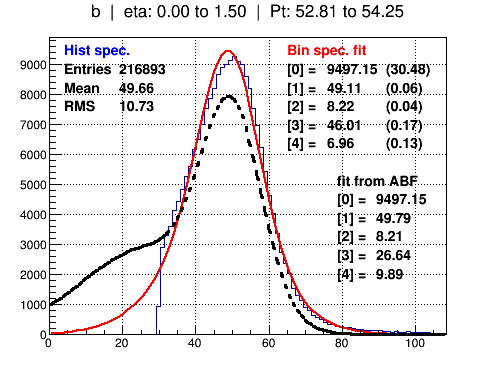 b | eta: 0.00 to 1.50 | Pt: 52.81 to 54.25
Hist spec.
Entries 216893
Mean 49.66
RMS 10.73
Bin spec. fit
[0] = 9497.15 (30.48)
[1] = 49.11 (0.06)
[2] = 8.22 (0.04)
[3] = 46.01 (0.17)
[4] = 6.96 (0.13)
fit from ABF
[0] = 9497.15
[1] = 49.79
[2] = 8.21
[3] = 26.64
[4] = 9.89
9000
8000
7000
6000
5000
4000
3000
2000
1000
0
0 20 40 60 80 100